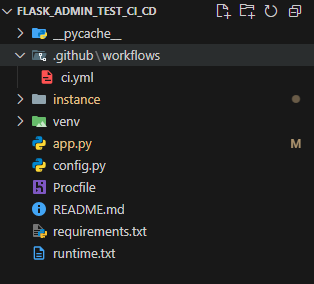 FLASK_ADMIN_TEST_CI_CD
__pycache__
.github\workflows
ci.yml
instance
venv
app.py M
config.py
Procfile
README.md
requirements.txt
runtime.txt